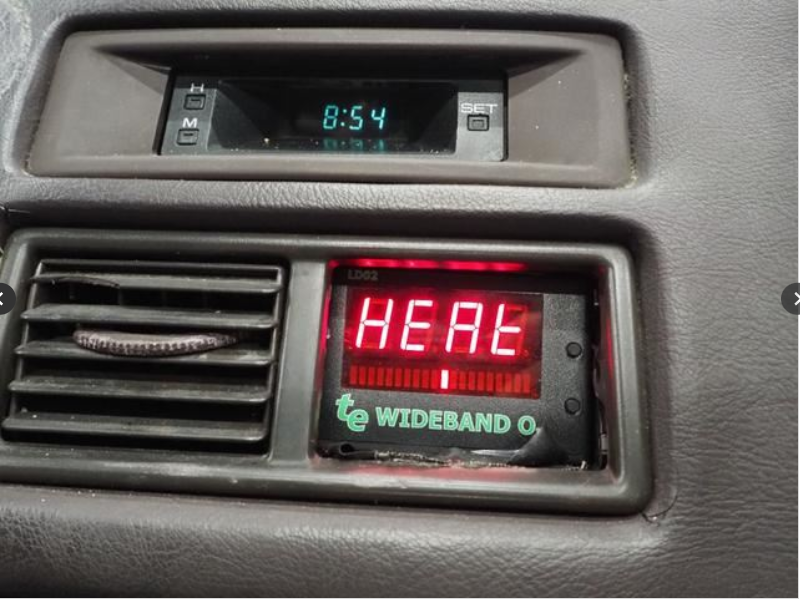 H
8:54
SET
M
LD02
HEAt
te WIDEBAND O